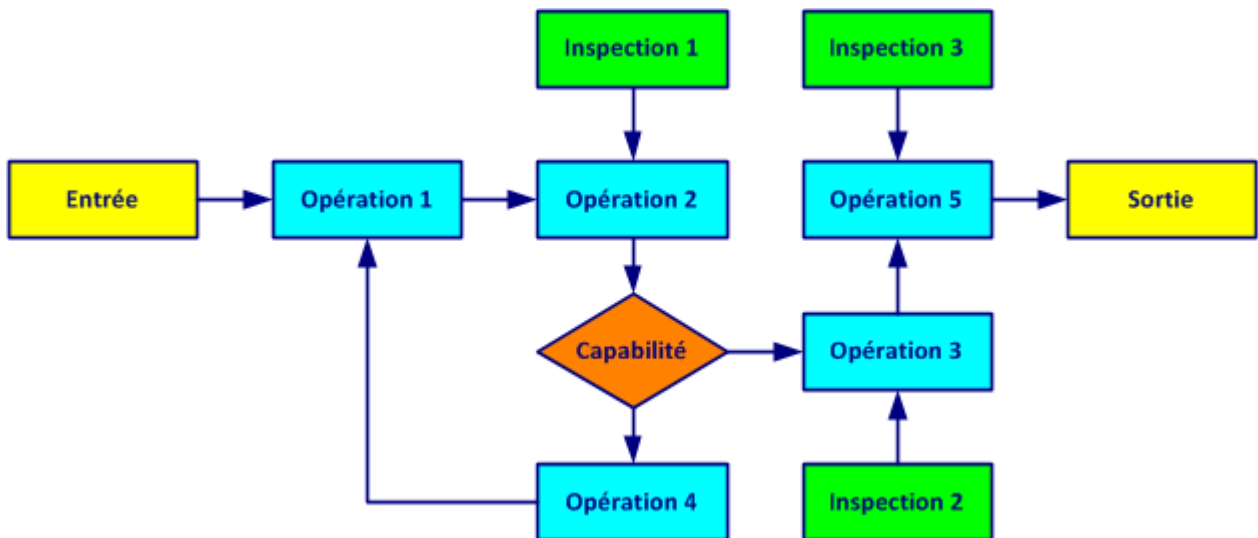 Inspection 1
Inspection 3
Entrée
Opération 1
Opération 2
Opération 5
Sortie
Capabilité
Opération 3
Opération 4
Inspection 2